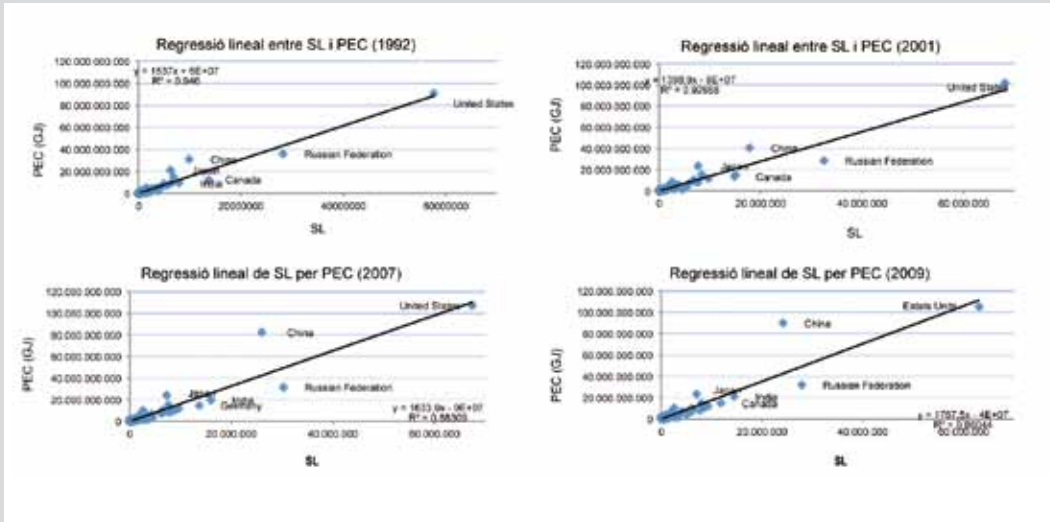 Regressió lineal entre SL i PEC (1992)
120.000.000.000
y = 1537x + 6E+07
100.000.000.000
R² = 0.946
80.000.000.000
United States
60.000.000.000
PEC (GJ)
40.000.000.000
China
Russian Federation
20.000.000.000
India
Canada
0
0
20000000
40000000
60000000
SL
Regressió lineal entre SL i PEC (2001)
120.000.000.000
100.000.000.000
United States
80.000.000.000
60.000.000.000
PEC (GJ)
40.000.000.000
China
Russian Federation
20.000.000.000
Canada
0
0
20.000.000
40.000.000
60.000.000
SL
Regressió lineal de SL per PEC (2007)
120.000.000.000
100.000.000.000
United States
80.000.000.000
China
60.000.000.000
PEC (GJ)
40.000.000.000
Russian Federation
20.000.000.000
India
Germany
0
0
20.000.000
40.000.000
60.000.000
SL
Regressió lineal de SL per PEC (2009)
120.000.000.000
100.000.000.000
Estats Units
80.000.000.000
China
60.000.000.000
PEC (GJ)
40.000.000.000
Russian Federation
20.000.000.000
India
Canada
0
0
20.000.000
40.000.000
60.000.000
SL